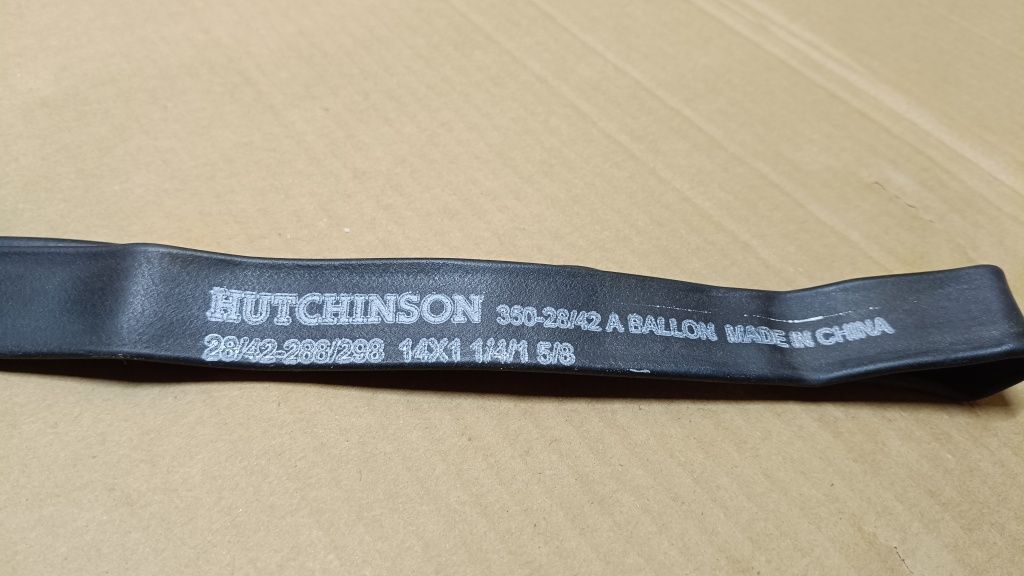 HUTCHINSON 350-28/42 A BALLON MADE IN CHINA
28/42-288/298 14X1 1/4/1 5/8